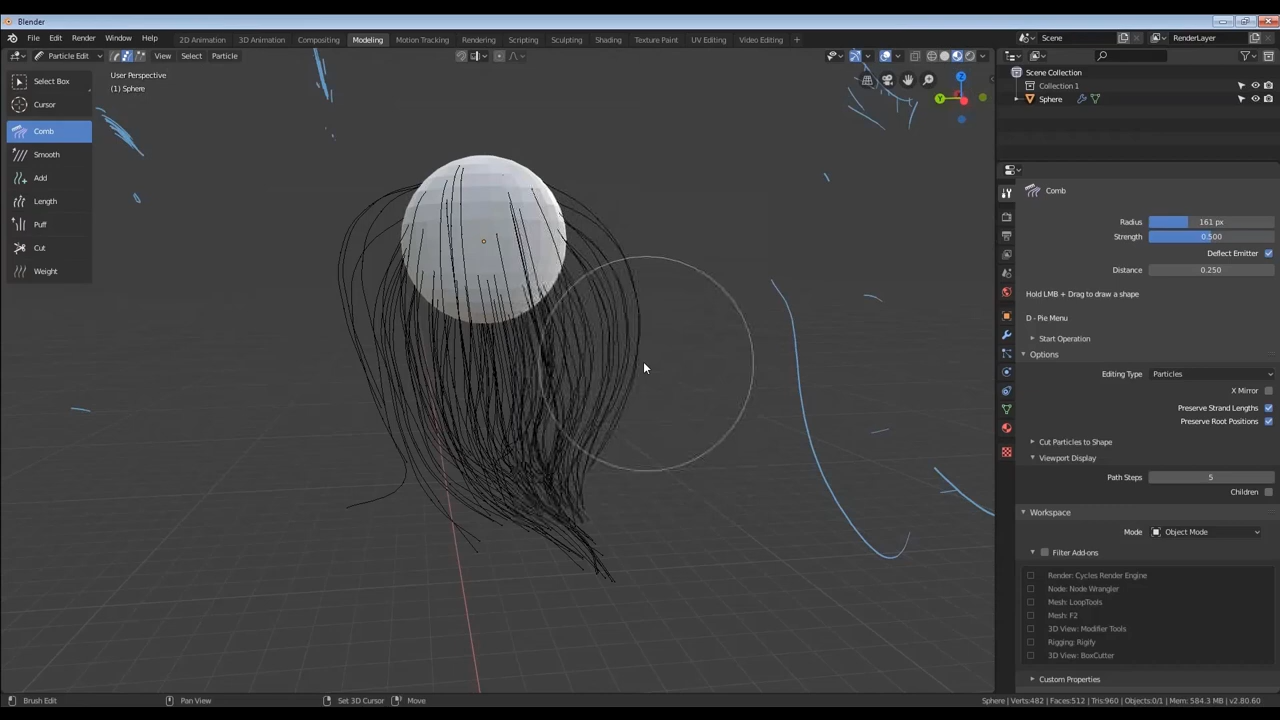 Blender
File Edit Render Window Help
2D Animation 3D Animation Compositing Modeling Motion Tracking Rendering Scripting Sculpting Shading Texture Paint UV Editing Video Editing +
Scene
RenderLayer
Particle Edit View Select Particle
User Perspective
(1) Sphere
Select Box
Cursor
Comb
Smooth
Add
Length
Puff
Cut
Weight
Z
Y
Scene Collection
Collection 1
Sphere
Comb
Radius 161 px
Strength 0.500
Deflect Emitter
Distance 0.250
Hold LMB + Drag to draw a shape
D - Pie Menu
Start Operation
Options
Editing Type Particles
X Mirror
Preserve Strand Lengths
Preserve Root Positions
Cut Particles to Shape
Viewport Display
Path Steps 5
Children
Workspace
Mode Object Mode
Filter Add-ons
Render: Cycles Render Engine
Node: Node Wrangler
Mesh: LoopTools
Mesh: F2
3D View: Modifier Tools
Rigging: Rigify
3D View: BoxCutter
Custom Properties
Brush Edit Pan View Set 3D Cursor Move Sphere | Verts:482 | Faces:512 | Tris:960 | Objects:0/1 | Mem: 584.3 MB | v2.80.60